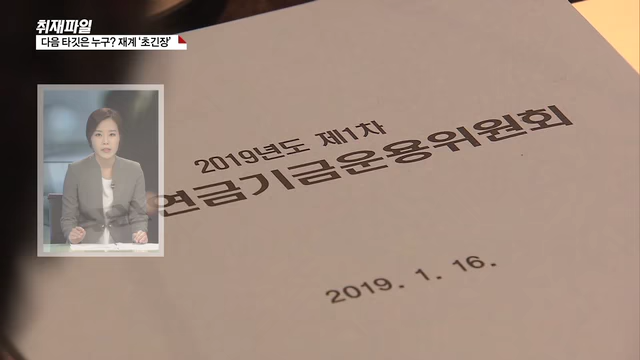 취재파일
다음 타깃은 누구? 재계 '초긴장'
2019년도 제1차
연금기금운용위원회
2019. 1. 16.